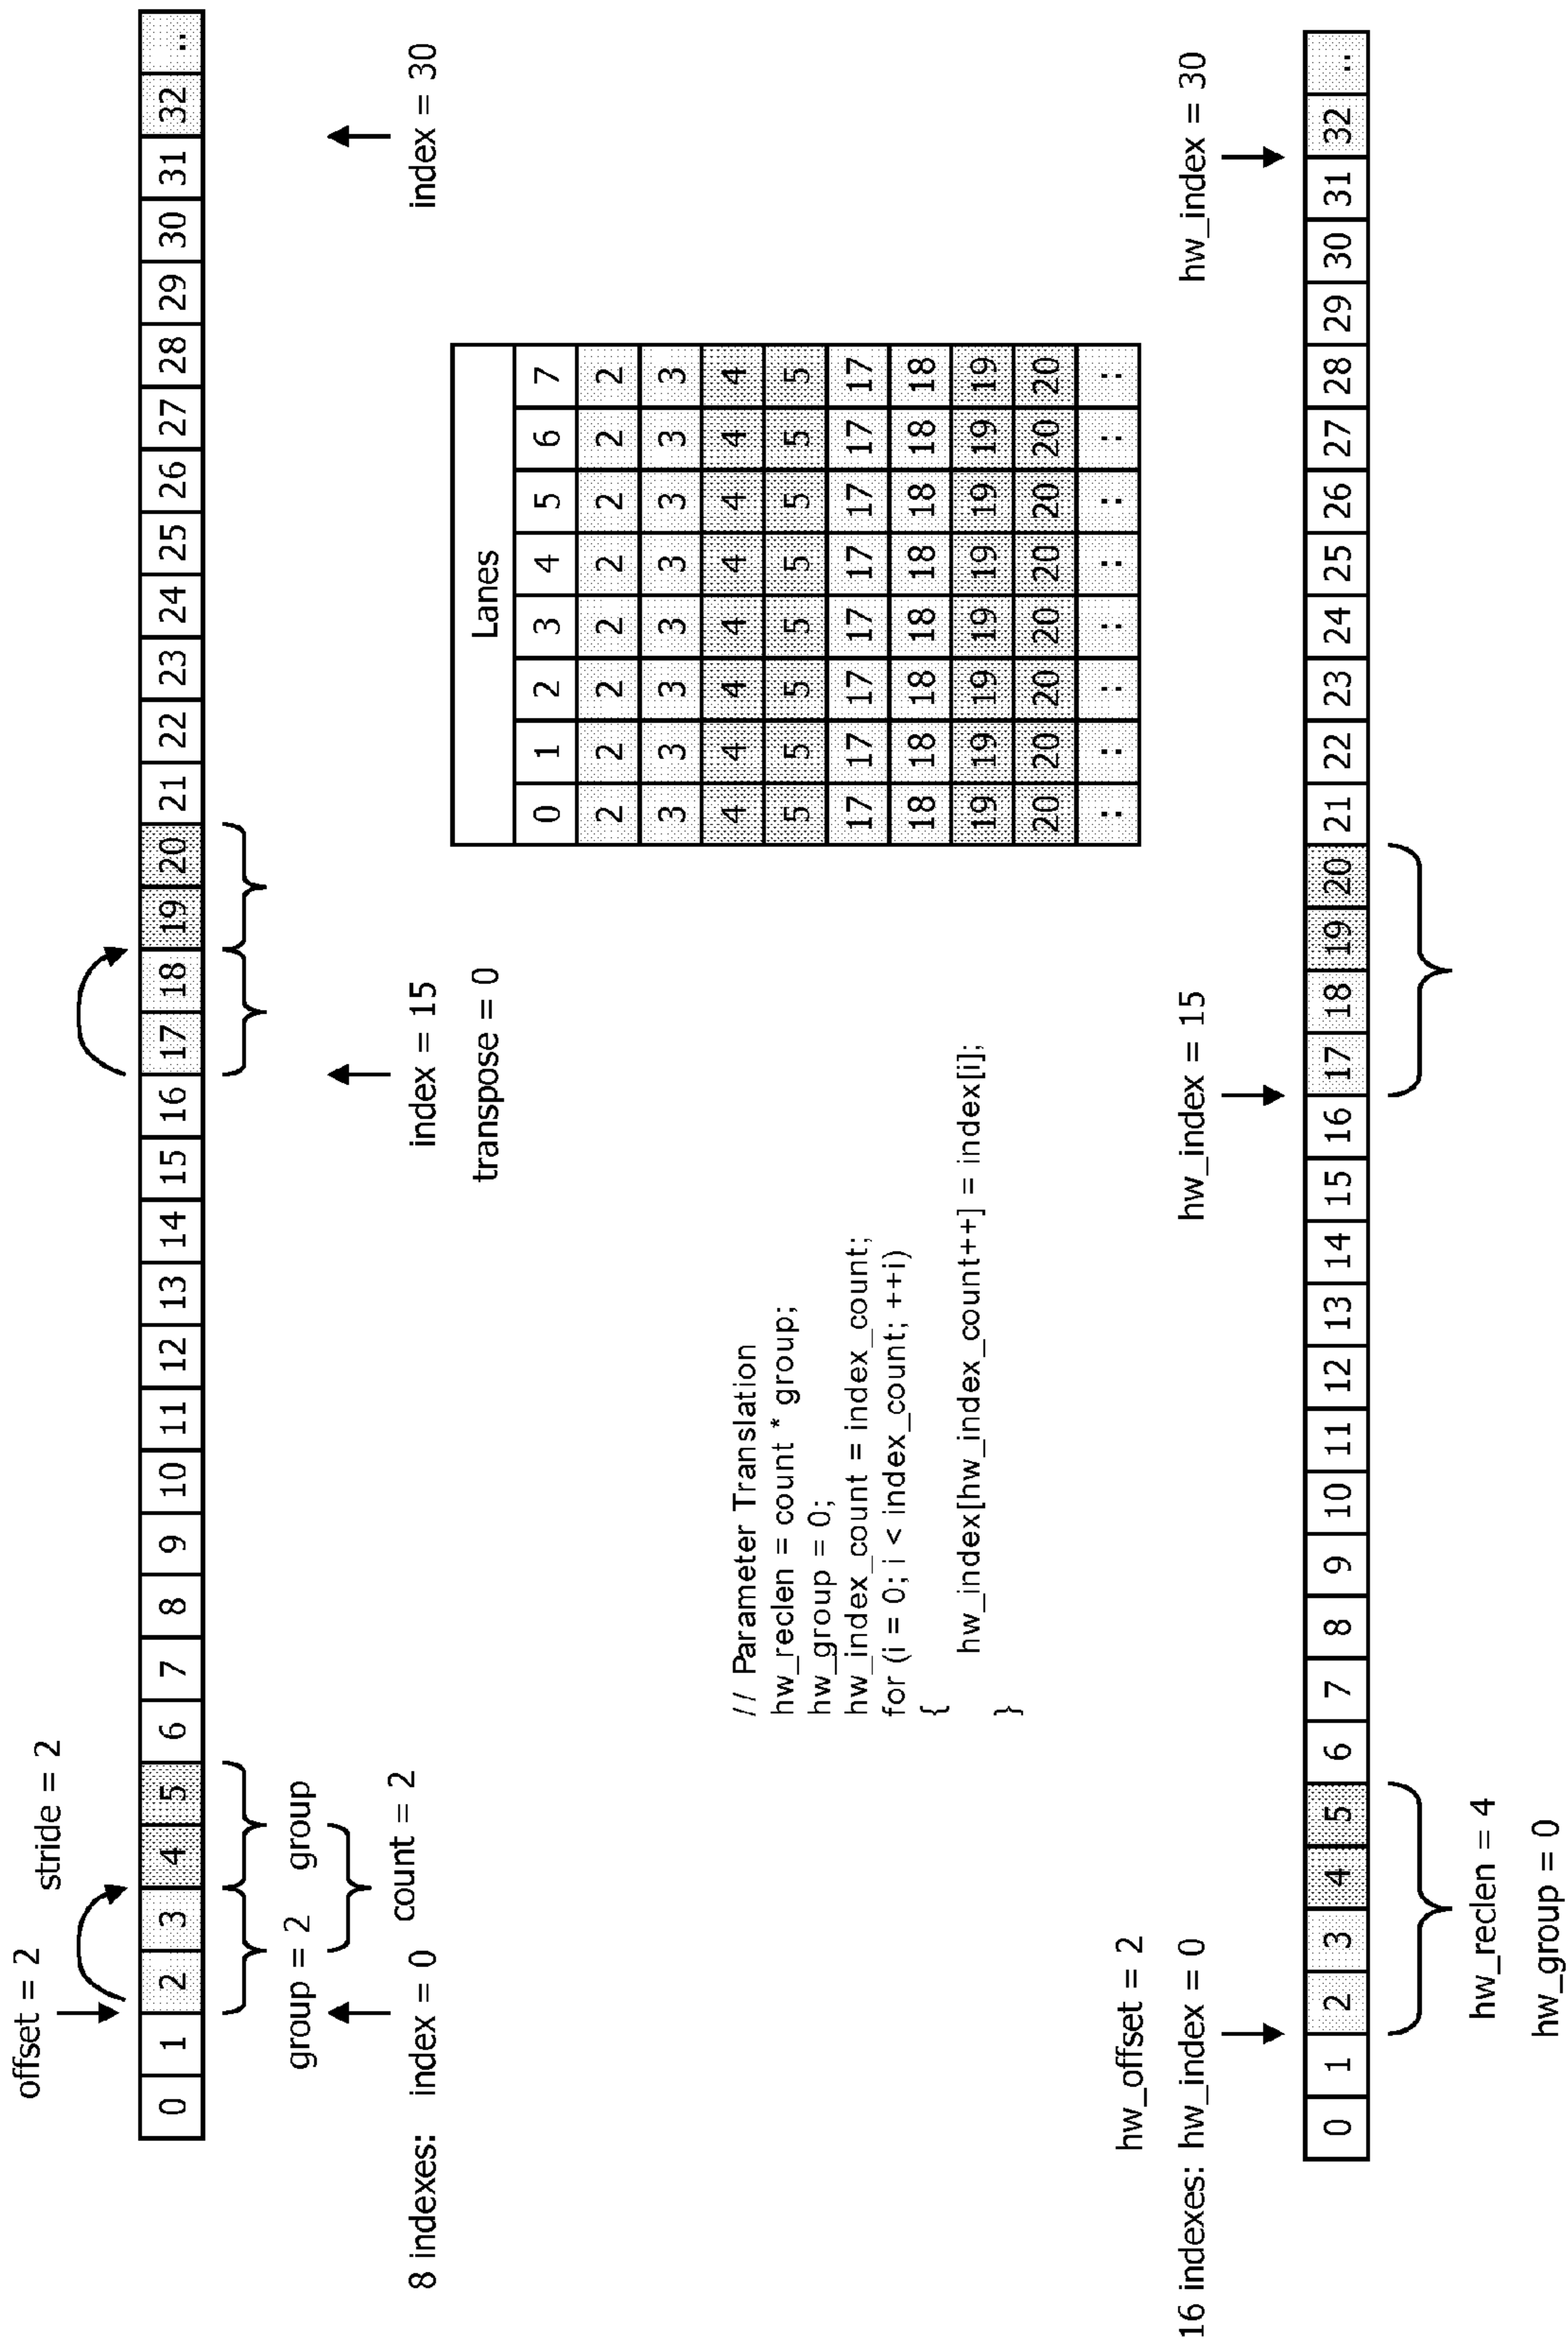 offset = 2
stride = 2
0 1 2 3 4 5 6 7 8 9 10 11 12 13 14 15 16 17 18 19 20 21 22 23 24 25 26 27 28 29 30 31 32 ..
group = 2 group
count = 2
8 indexes: index = 0
index = 15
index = 30
transpose = 0
Lanes
0 1 2 3 4 5 6 7
2 2 2 2 2 2 2 2
3 3 3 3 3 3 3 3
4 4 4 4 4 4 4 4
5 5 5 5 5 5 5 5
17 17 17 17 17 17 17 17
18 18 18 18 18 18 18 18
19 19 19 19 19 19 19 19
20 20 20 20 20 20 20 20
: : : : : : : :
// Parameter Translation
hw_reclen = count * group;
hw_group = 0;
hw_index_count = index_count;
for (i = 0; i < index_count; ++i)
{
hw_index[hw_index_count++] = index[i];
}
hw_offset = 2
16 indexes: hw_index = 0
hw_index = 15
hw_index = 30
0 1 2 3 4 5 6 7 8 9 10 11 12 13 14 15 16 17 18 19 20 21 22 23 24 25 26 27 28 29 30 31 32 ..
hw_reclen = 4
hw_group = 0